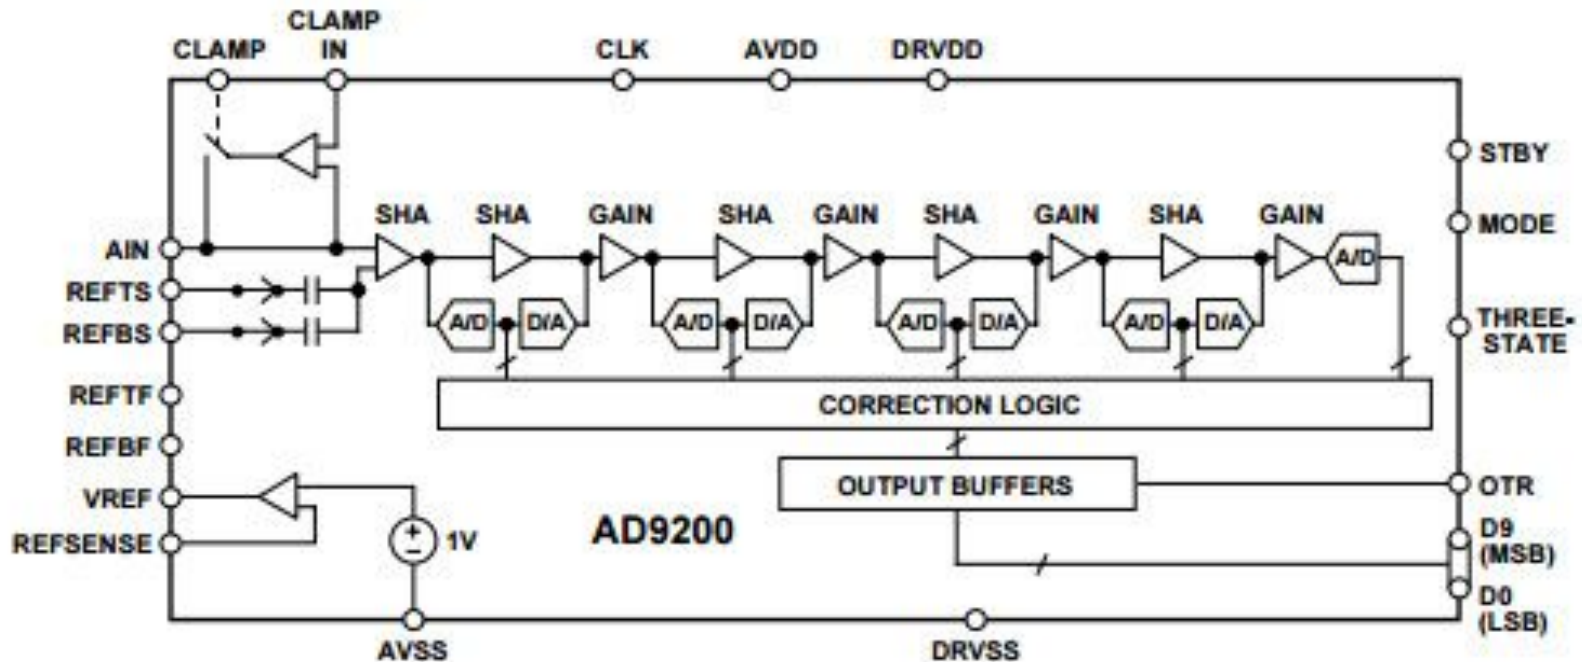 CLAMP
CLAMP
IN
CLK
AVDD
DRVDD
STBY
MODE
THREE-
STATE
SHA
SHA
GAIN
SHA
GAIN
SHA
GAIN
SHA
GAIN
AIN
A/D
REFTS
REFBS
A/D
D/A
A/D
D/A
A/D
D/A
A/D
D/A
REFTF
CORRECTION LOGIC
REFBF
VREF
OUTPUT BUFFERS
OTR
REFSENSE
+
−
1V
AD9200
D9
(MSB)
D0
(LSB)
AVSS
DRVSS